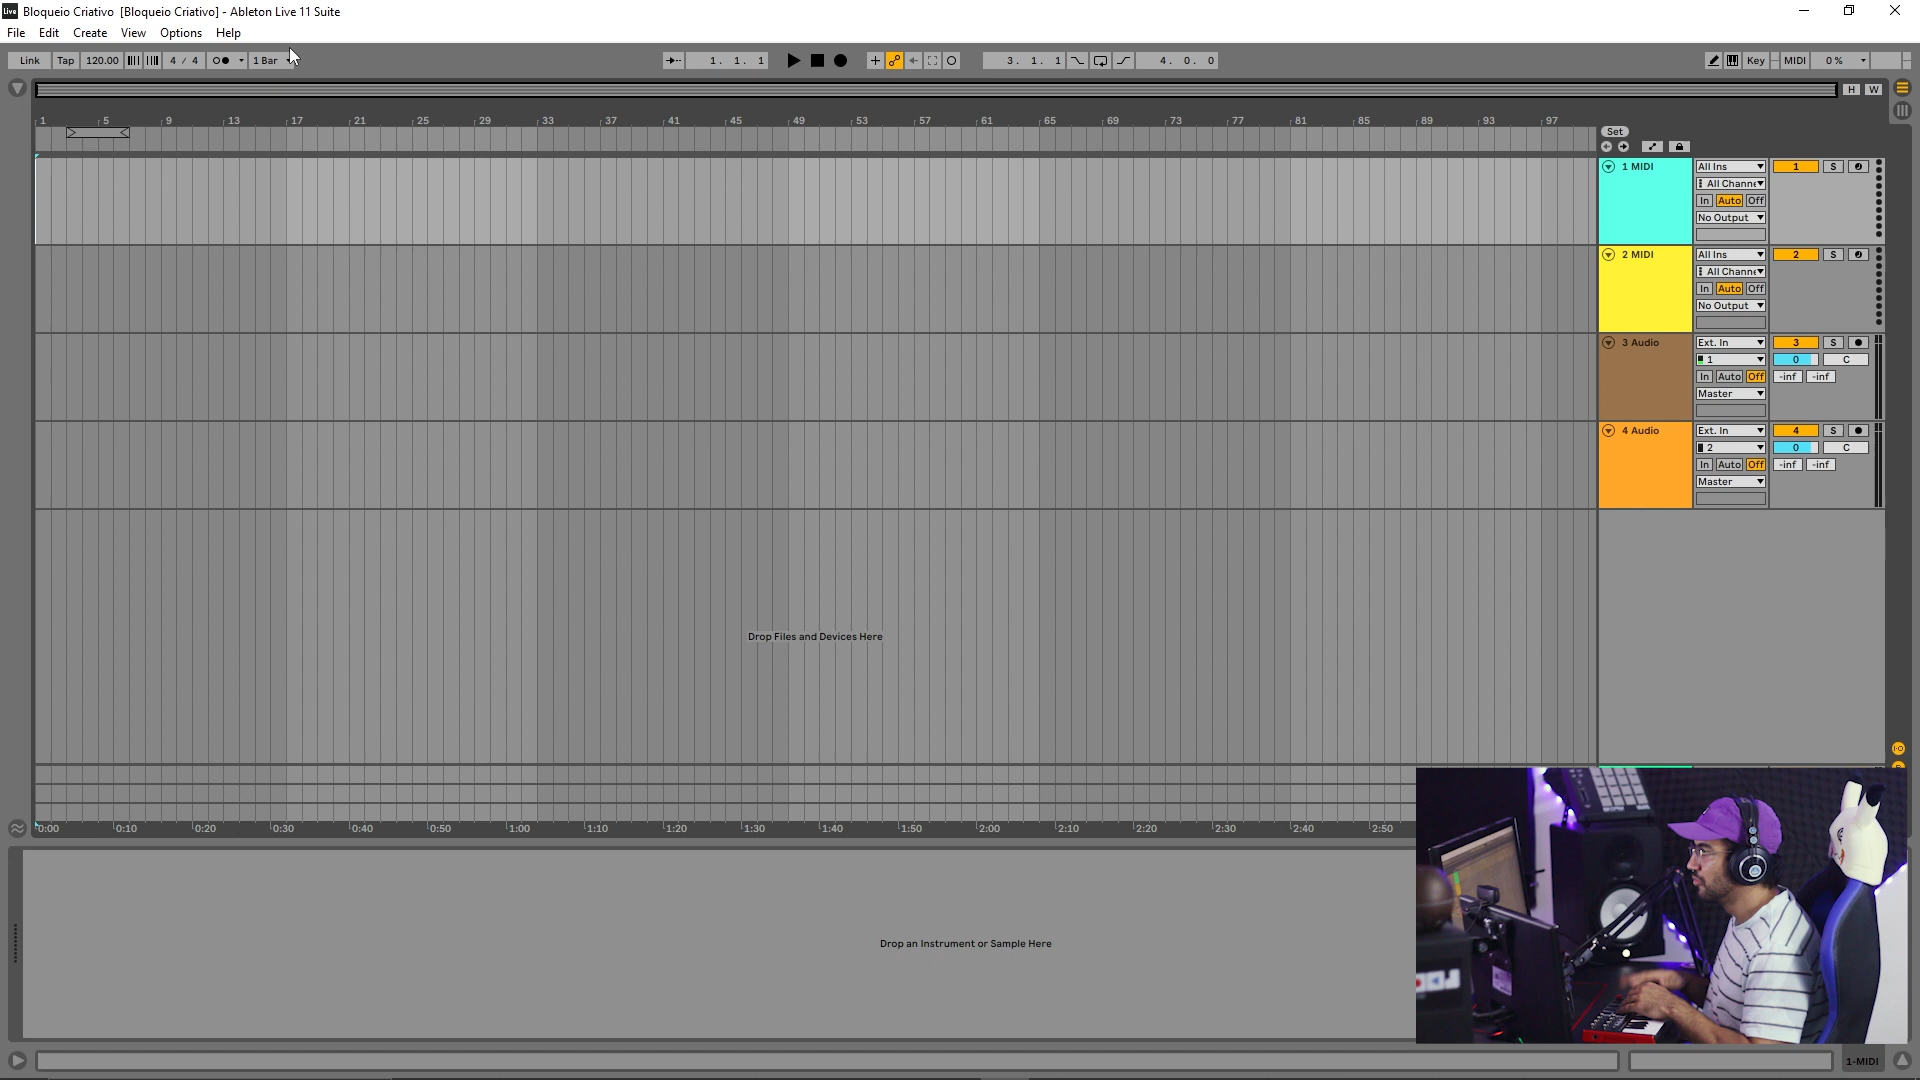 Live Bloqueio Criativo [Bloqueio Criativo] - Ableton Live 11 Suite
File Edit Create View Options Help
Link Tap 120.00 4 / 4 1 Bar 1. 1. 1 3. 1. 1 4. 0. 0 Key MIDI 0 %
H W
1 5 9 13 17 21 25 29 33 37 41 45 49 53 57 61 65 69 73 77 81 85 89 93 97
Set
1 MIDI All Ins 1 S
All Channe
In Auto Off
No Output
2 MIDI All Ins 2 S
All Channe
In Auto Off
No Output
3 Audio Ext. In 3 S
1 0 C
In Auto Off -inf -inf
Master
4 Audio Ext. In 4 S
2 0 C
In Auto Off -inf -inf
Master
Drop Files and Devices Here
0:00 0:10 0:20 0:30 0:40 0:50 1:00 1:10 1:20 1:30 1:40 1:50 2:00 2:10 2:20 2:30 2:40 2:50
Drop an Instrument or Sample Here
1-MIDI